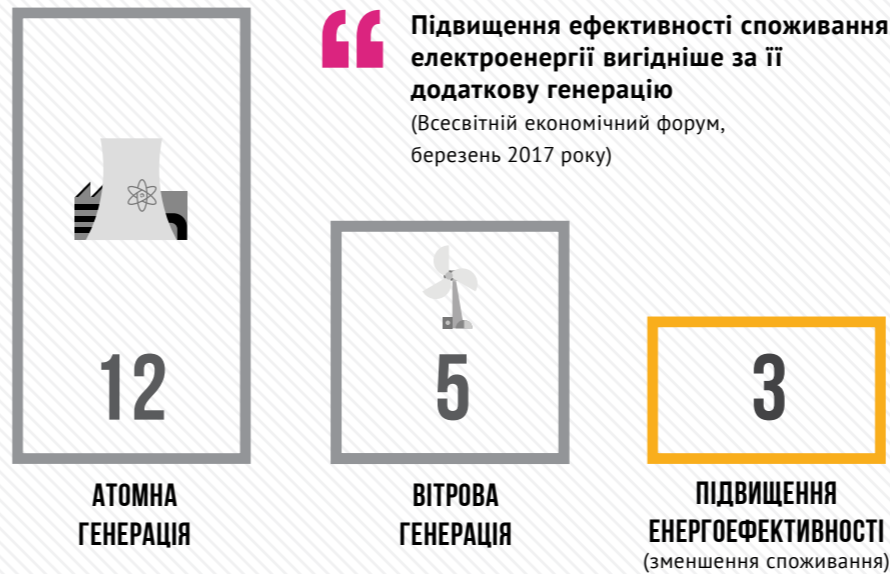 Підвищення ефективності споживання
електроенергії вигідніше за її
додаткову генерацію
(Всесвітній економічний форум,
березень 2017 року)
12
АТОМНА
ГЕНЕРАЦІЯ
5
ВІТРОВА
ГЕНЕРАЦІЯ
3
ПІДВИЩЕННЯ
ЕНЕРГОЕФЕКТИВНОСТІ
(зменшення споживання)